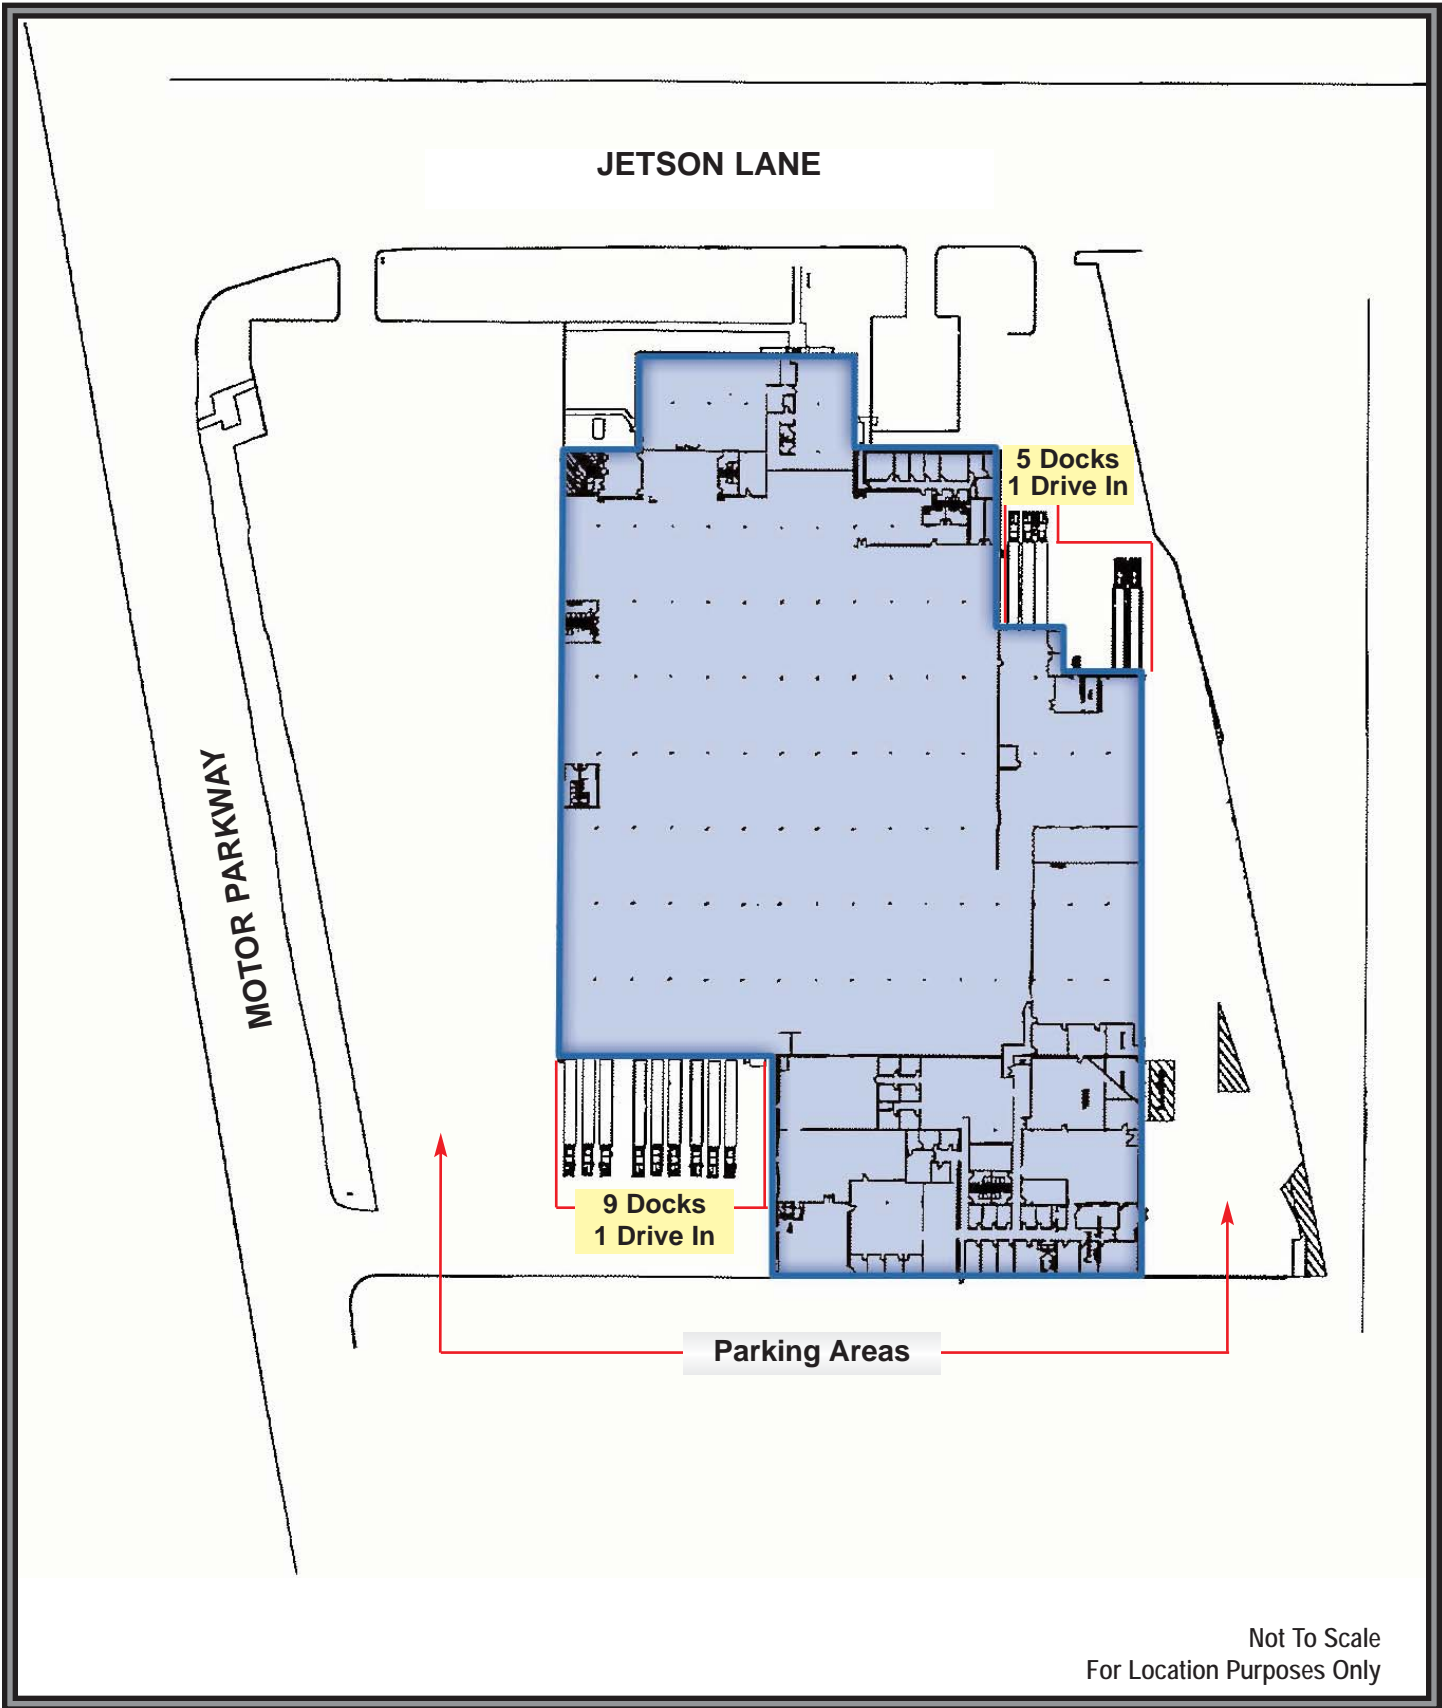 JETSON LANE
5 Docks
1 Drive In
MOTOR PARKWAY
9 Docks
1 Drive In
Parking Areas
Not To Scale
For Location Purposes Only